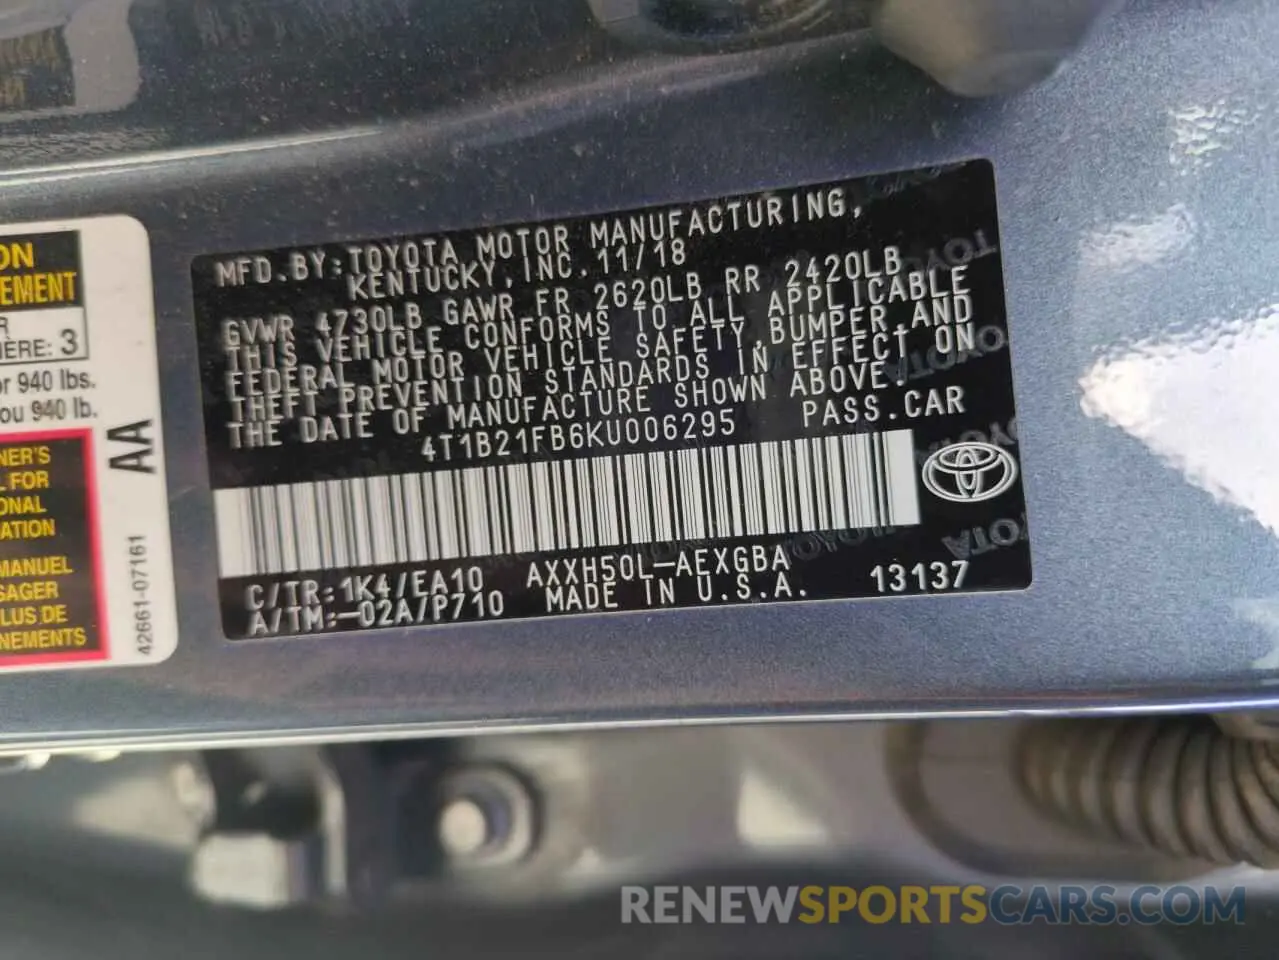 MFD.BY:TOYOTA MOTOR MANUFACTURING,
KENTUCKY,INC.11/18
GVWR 4730LB GAWR FR 2620LB RR 2420LB
THIS VEHICLE CONFORMS TO ALL APPLICABLE
FEDERAL MOTOR VEHICLE SAFETY,BUMPER,AND
THEFT PREVENTION STANDARDS IN EFFECT ON
THE DATE OF MANUFACTURE SHOWN ABOVE.
4T1B21FB6KU006295 PASS.CAR
C/TR:1K4/EA10 AXXH50L-AEXGBA 13137
A/TM:-02A/P710 MADE IN U.S.A.
TOYOTA
TOYOTA
TOYOTA
ON
EMENT
R
HERE: 3
or 940 lbs.
ou 940 lb.
NER'S
L FOR
ONAL
ATION
MANUEL
SAGER
LUS DE
NEMENTS
AA
42661-07161
RENEWSPORTSCARS.COM